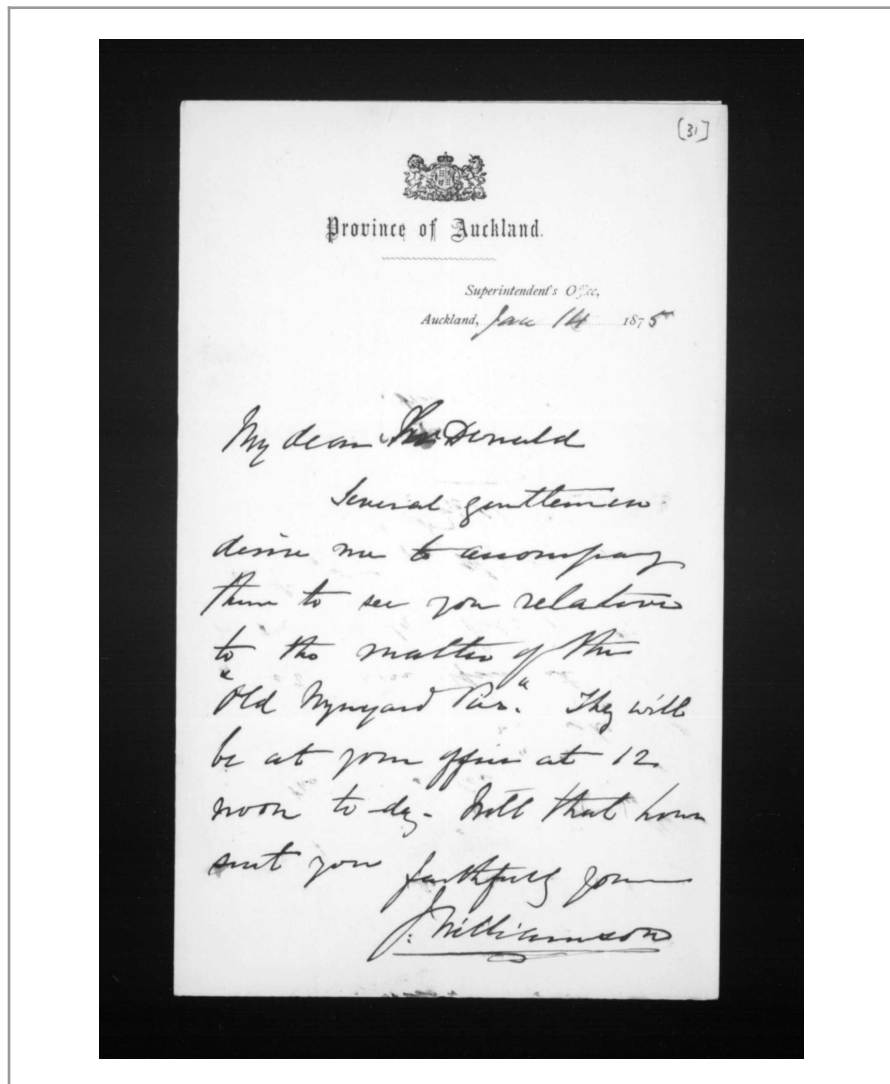 [31]
Province of Auckland.
Superintendent's Office,
Auckland, Jan 14 1875
My dear Donald
Several gentlemen
desire me to accompany
them to see you relative
to the matter of the
"Old Wynyard Pier". They will
be at your office at 12
noon to-day - Will that hour
suit you
faithfully yours
J. Williamson